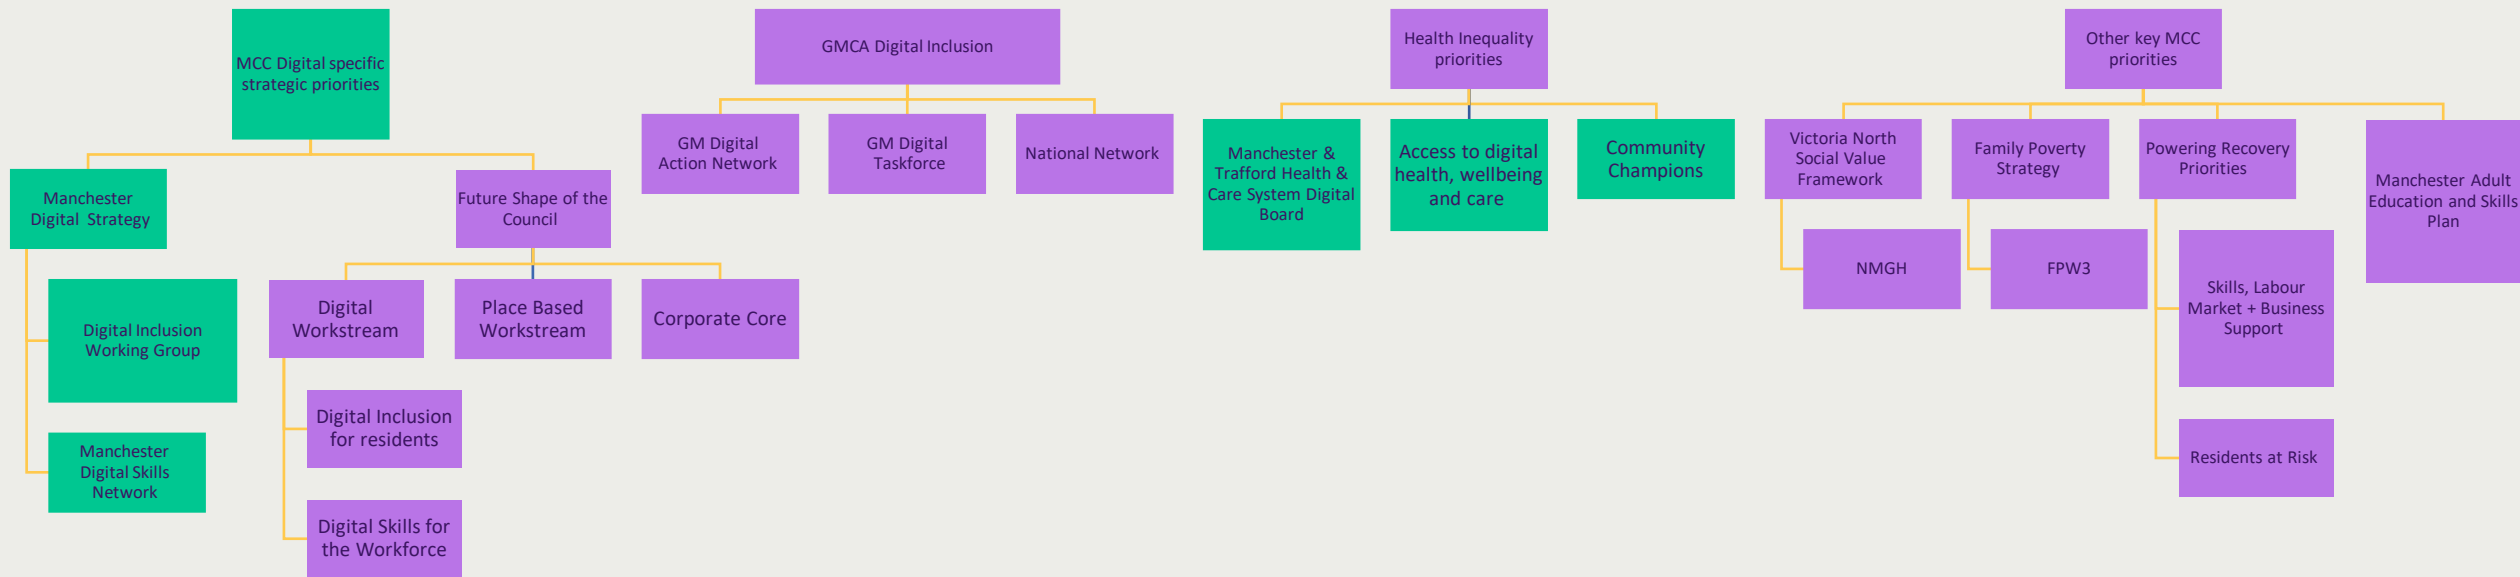 MCC Digital specific
strategic priorities
Manchester
Digital Strategy
Digital Inclusion
Working Group
Manchester
Digital Skills
Network
Future Shape of the
Council
Digital
Workstream
Digital Inclusion
for residents
Digital Skills for
the Workforce
Place Based
Workstream
Corporate Core
GMCA Digital Inclusion
GM Digital
Action Network
GM Digital
Taskforce
National Network
Health Inequality
priorities
Manchester &
Trafford Health &
Care System Digital
Board
Access to digital
health, wellbeing
and care
Community
Champions
Other key MCC
priorities
Victoria North
Social Value
Framework
NMGH
Family Poverty
Strategy
FPW3
Powering Recovery
Priorities
Skills, Labour
Market + Business
Support
Residents at Risk
Manchester Adult
Education and Skills
Plan